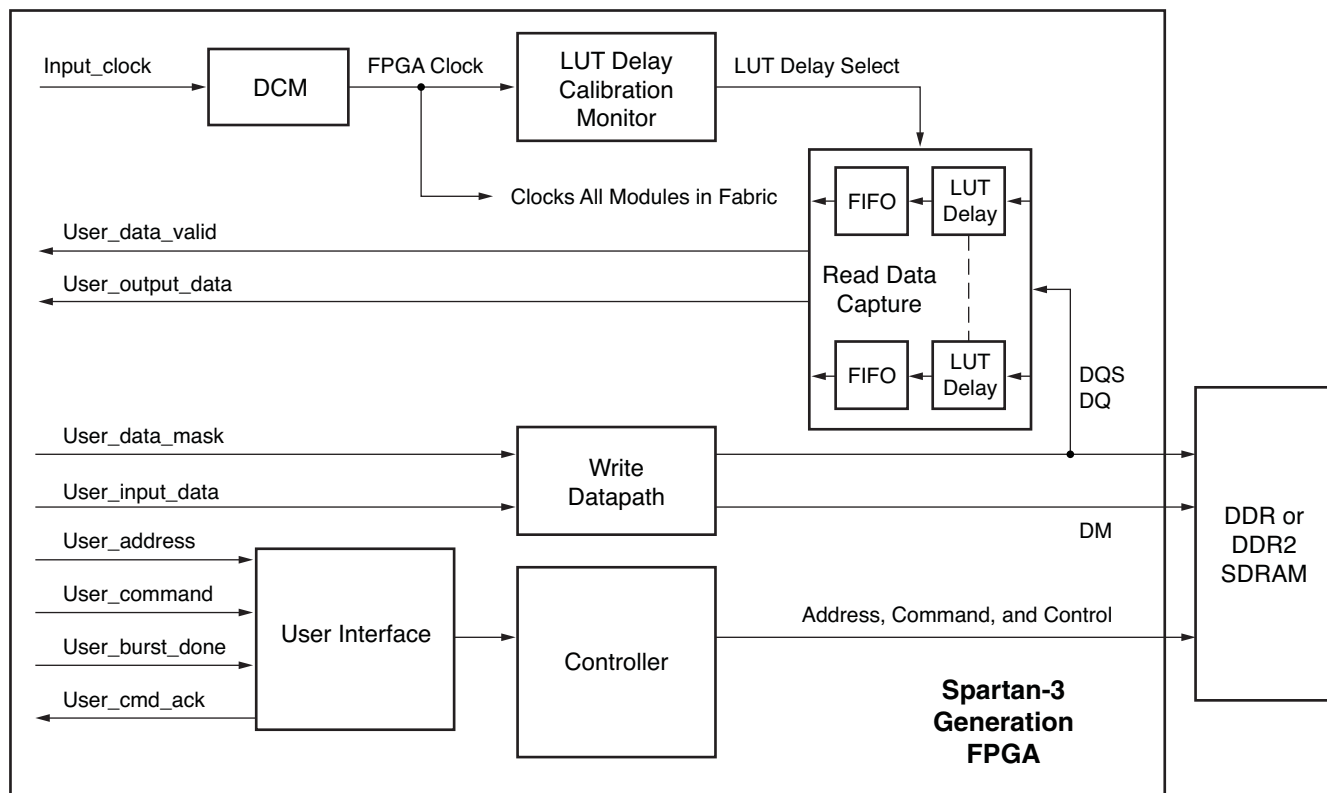 Input_clock
DCM
FPGA Clock
LUT Delay
Calibration
Monitor
LUT Delay Select
Clocks All Modules in Fabric
FIFO
LUT
Delay
User_data_valid
User_output_data
Read Data
Capture
FIFO
LUT
Delay
DQS
DQ
User_data_mask
User_input_data
Write
Datapath
DM
DDR or
DDR2
SDRAM
User_address
User_command
User_burst_done
User_cmd_ack
User Interface
Controller
Address, Command, and Control
Spartan-3
Generation
FPGA